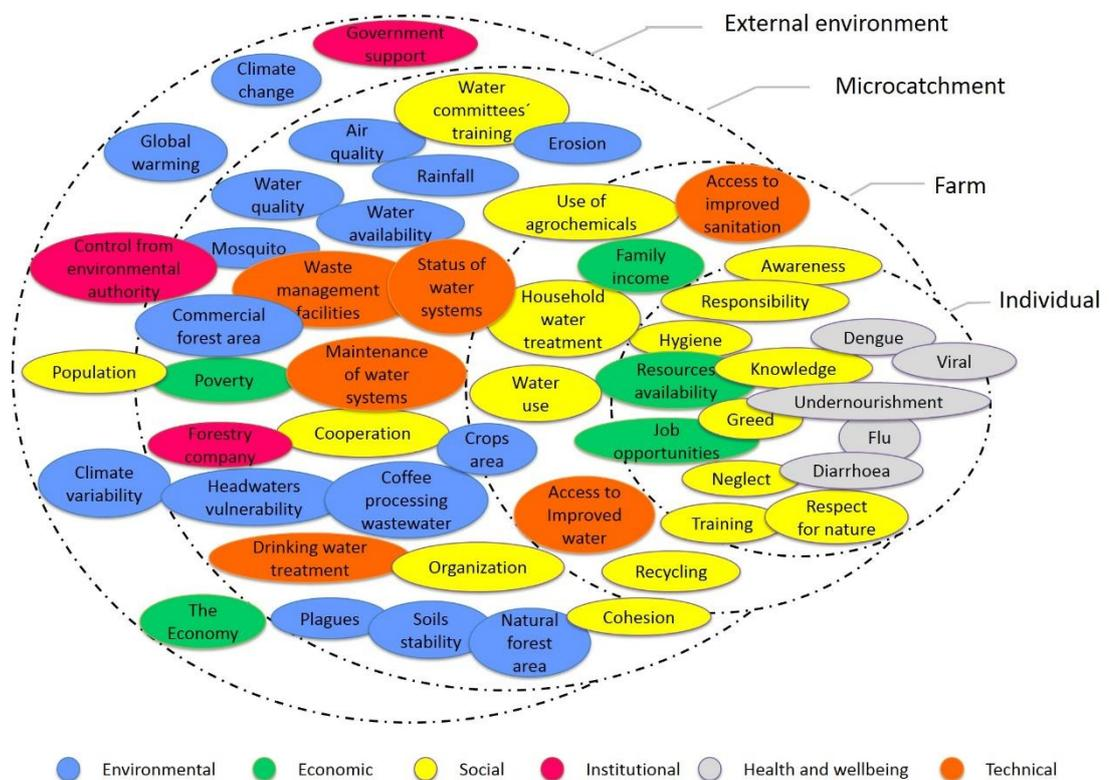 External environment
Government
support
Climate
change
Microcatchment
Water
committees´
training
Air
quality
Erosion
Global
warming
Rainfall
Farm
Water
quality
Access to
improved
sanitation
Use of
agrochemicals
Water
availability
Mosquito
Control from
environmental
authority
Waste
management
facilities
Status of
water
systems
Family
income
Awareness
Individual
Household
water
treatment
Responsibility
Commercial
forest area
Hygiene
Dengue
Viral
Population
Poverty
Maintenance
of water
systems
Water
use
Resources
availability
Knowledge
Undernourishment
Greed
Forestry
company
Cooperation
Crops
area
Job
opportunities
Flu
Climate
variability
Headwaters
vulnerability
Coffee
processing
wastewater
Neglect
Diarrhoea
Access to
Improved
water
Training
Respect
for nature
Drinking water
treatment
Organization
Recycling
The
Economy
Plagues
Soils
stability
Natural
forest
area
Cohesion
Environmental
Economic
Social
Institutional
Health and wellbeing
Technical